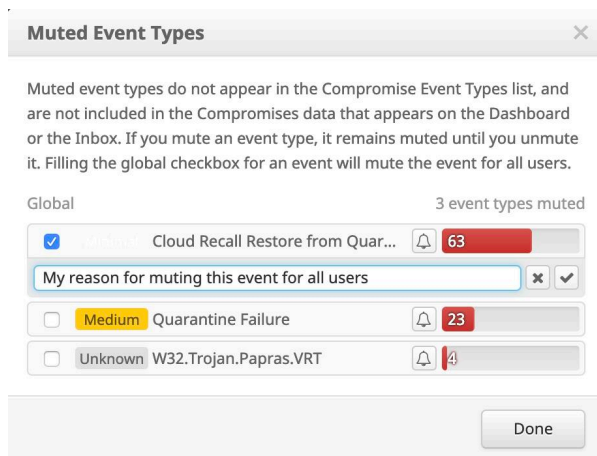 Muted Event Types
Muted event types do not appear in the Compromise Event Types list, and
are not included in the Compromises data that appears on the Dashboard
or the Inbox. If you mute an event type, it remains muted until you unmute
it. Filling the global checkbox for an event will mute the event for all users.
Global 3 event types muted
Cloud Recall Restore from Quar... 63
My reason for muting this event for all users
Medium Quarantine Failure 23
Unknown W32.Trojan.Papras.VRT 4
Done